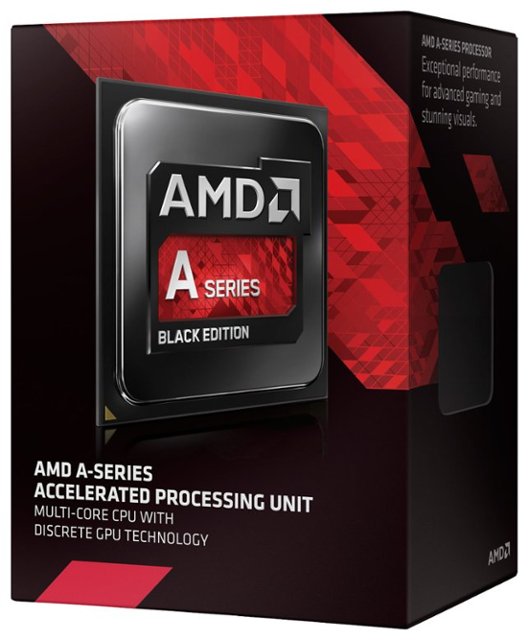 AMD
A SERIES
BLACK EDITION
AMD A-SERIES
ACCELERATED PROCESSING UNIT
MULTI-CORE CPU WITH
DISCRETE GPU TECHNOLOGY
AMD A-SERIES PROCESSOR
Exceptional performance
for advanced gaming and
stunning visuals.
AMD